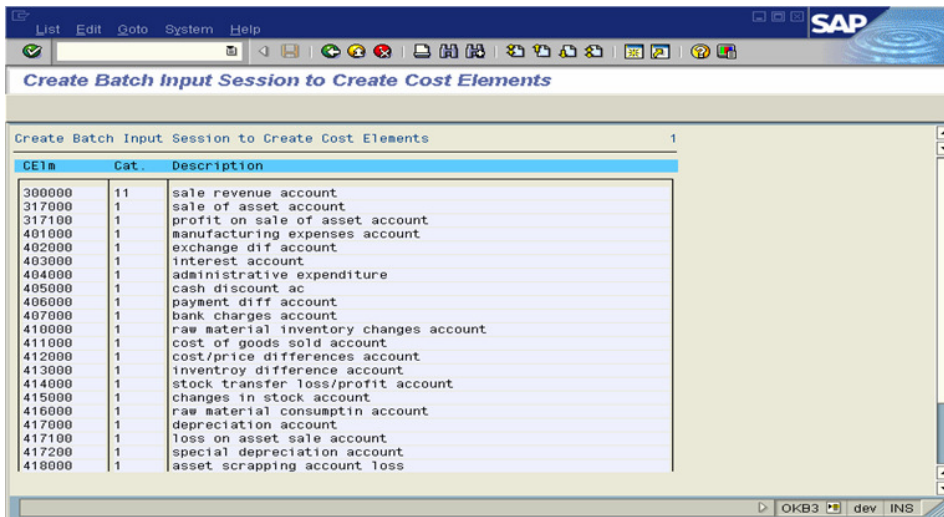 List Edit Goto System Help
SAP
Create Batch Input Session to Create Cost Elements
Create Batch Input Session to Create Cost Elements 1
CElm Cat. Description
300000 11 sale revenue account
317000 1 sale of asset account
317100 1 profit on sale of asset account
401000 1 manufacturing expenses account
402000 1 exchange dif account
403000 1 interest account
404000 1 administrative expenditure
405000 1 cash discount ac
406000 1 payment diff account
407000 1 bank charges account
410000 1 raw material inventory changes account
411000 1 cost of goods sold account
412000 1 cost/price differences account
413000 1 inventroy difference account
414000 1 stock transfer loss/profit account
415000 1 changes in stock account
416000 1 raw material consumptin account
417000 1 depreciation account
417100 1 loss on asset sale account
417200 1 special depreciation account
418000 1 asset scrapping account loss
OKB3 dev INS